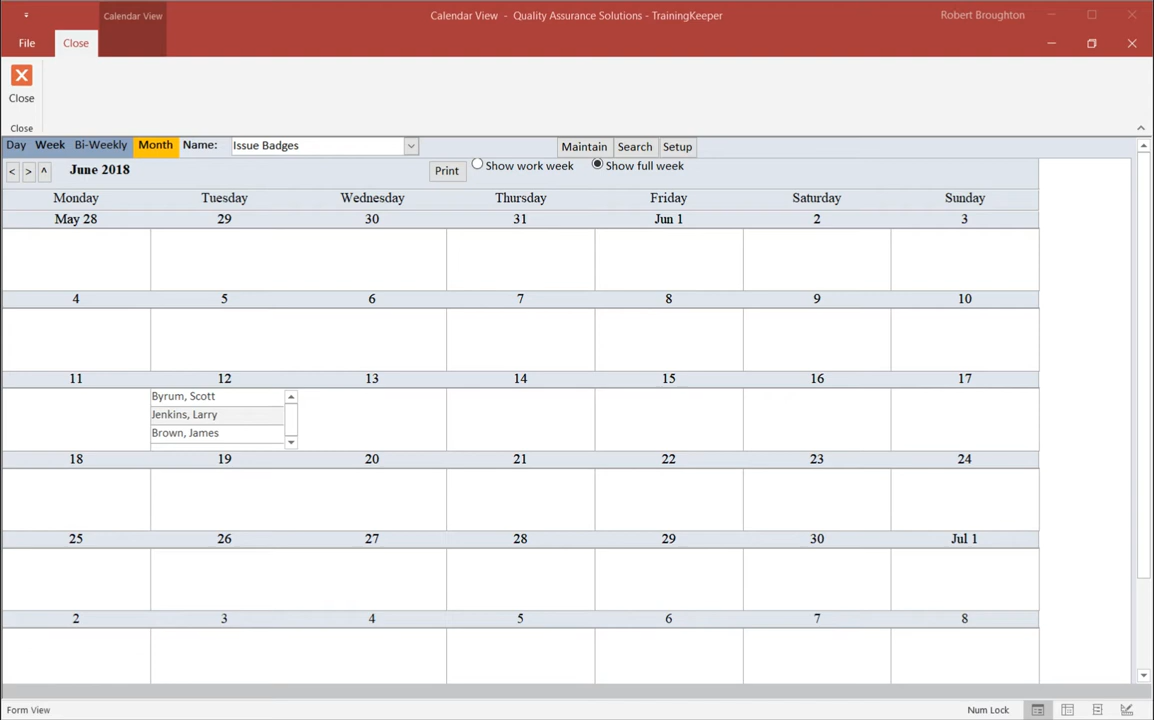 Calendar View
Calendar View - Quality Assurance Solutions - TrainingKeeper
Robert Broughton
File
Close
Close
Close
Day Week Bi-Weekly Month Name: Issue Badges Maintain Search Setup
< > ^ June 2018 Print Show work week Show full week
Monday Tuesday Wednesday Thursday Friday Saturday Sunday
May 28 29 30 31 Jun 1 2 3
4 5 6 7 8 9 10
11 12 13 14 15 16 17
Byrum, Scott
Jenkins, Larry
Brown, James
18 19 20 21 22 23 24
25 26 27 28 29 30 Jul 1
2 3 4 5 6 7 8
Form View Num Lock